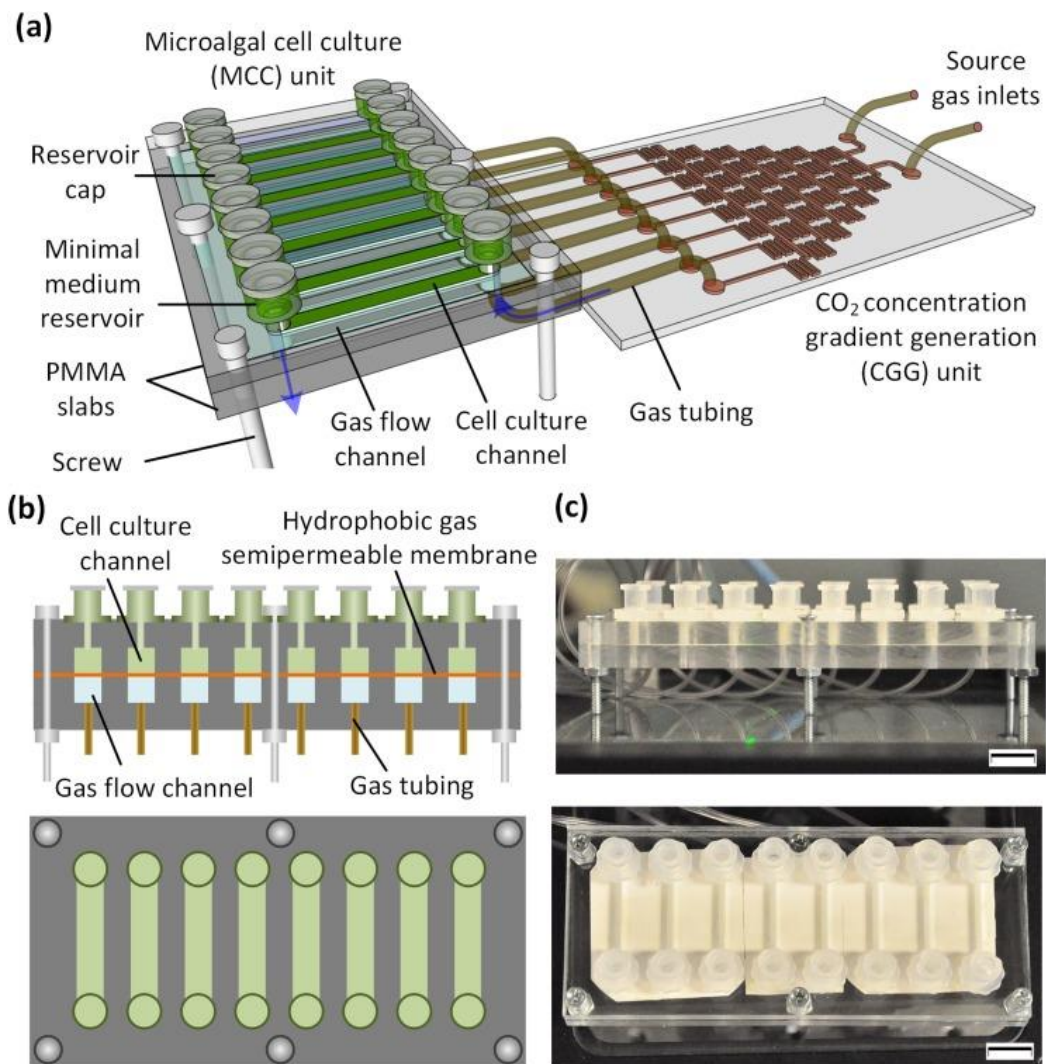 (a)
Microalgal cell culture
(MCC) unit
Source
gas inlets
Reservoir
cap
Minimal
medium
reservoir
PMMA
slabs
Screw
Gas flow
channel
Cell culture
channel
Gas tubing
CO₂ concentration
gradient generation
(CGG) unit
(b)
Cell culture
channel
Hydrophobic gas
semipermeable membrane
Gas flow channel
Gas tubing
(c)